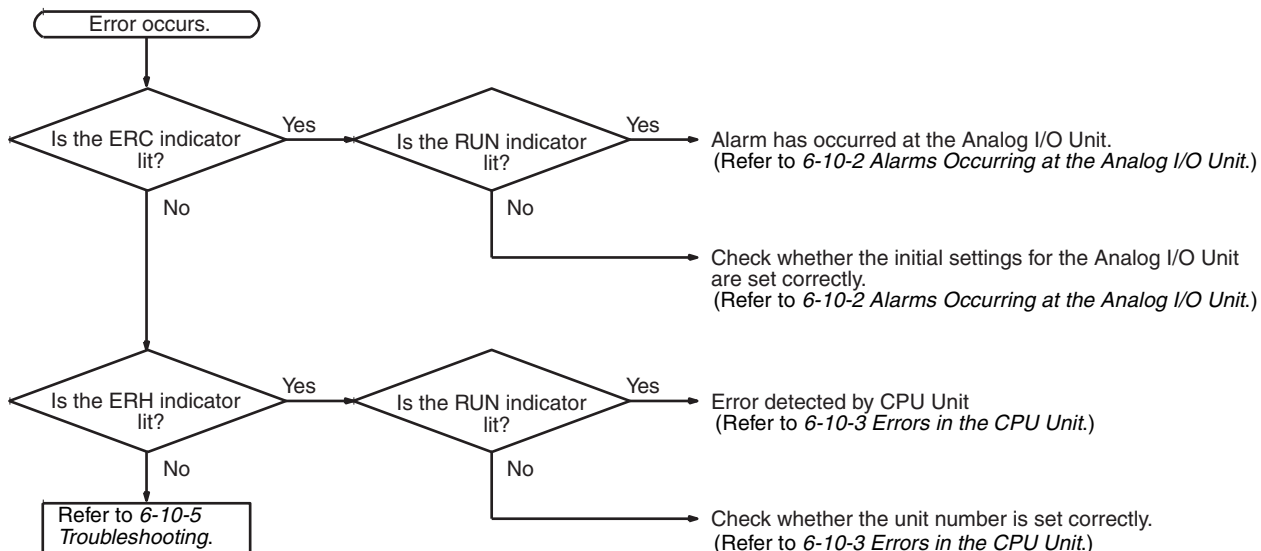 Error occurs.
Is the ERC indicator
lit?
Yes
Is the RUN indicator
lit?
Yes
Alarm has occurred at the Analog I/O Unit.
(Refer to 6-10-2 Alarms Occurring at the Analog I/O Unit.)
No
No
Check whether the initial settings for the Analog I/O Unit
are set correctly.
(Refer to 6-10-2 Alarms Occurring at the Analog I/O Unit.)
Is the ERH indicator
lit?
Yes
Is the RUN indicator
lit?
Yes
Error detected by CPU Unit
(Refer to 6-10-3 Errors in the CPU Unit.)
No
No
Refer to 6-10-5
Troubleshooting.
Check whether the unit number is set correctly.
(Refer to 6-10-3 Errors in the CPU Unit.)